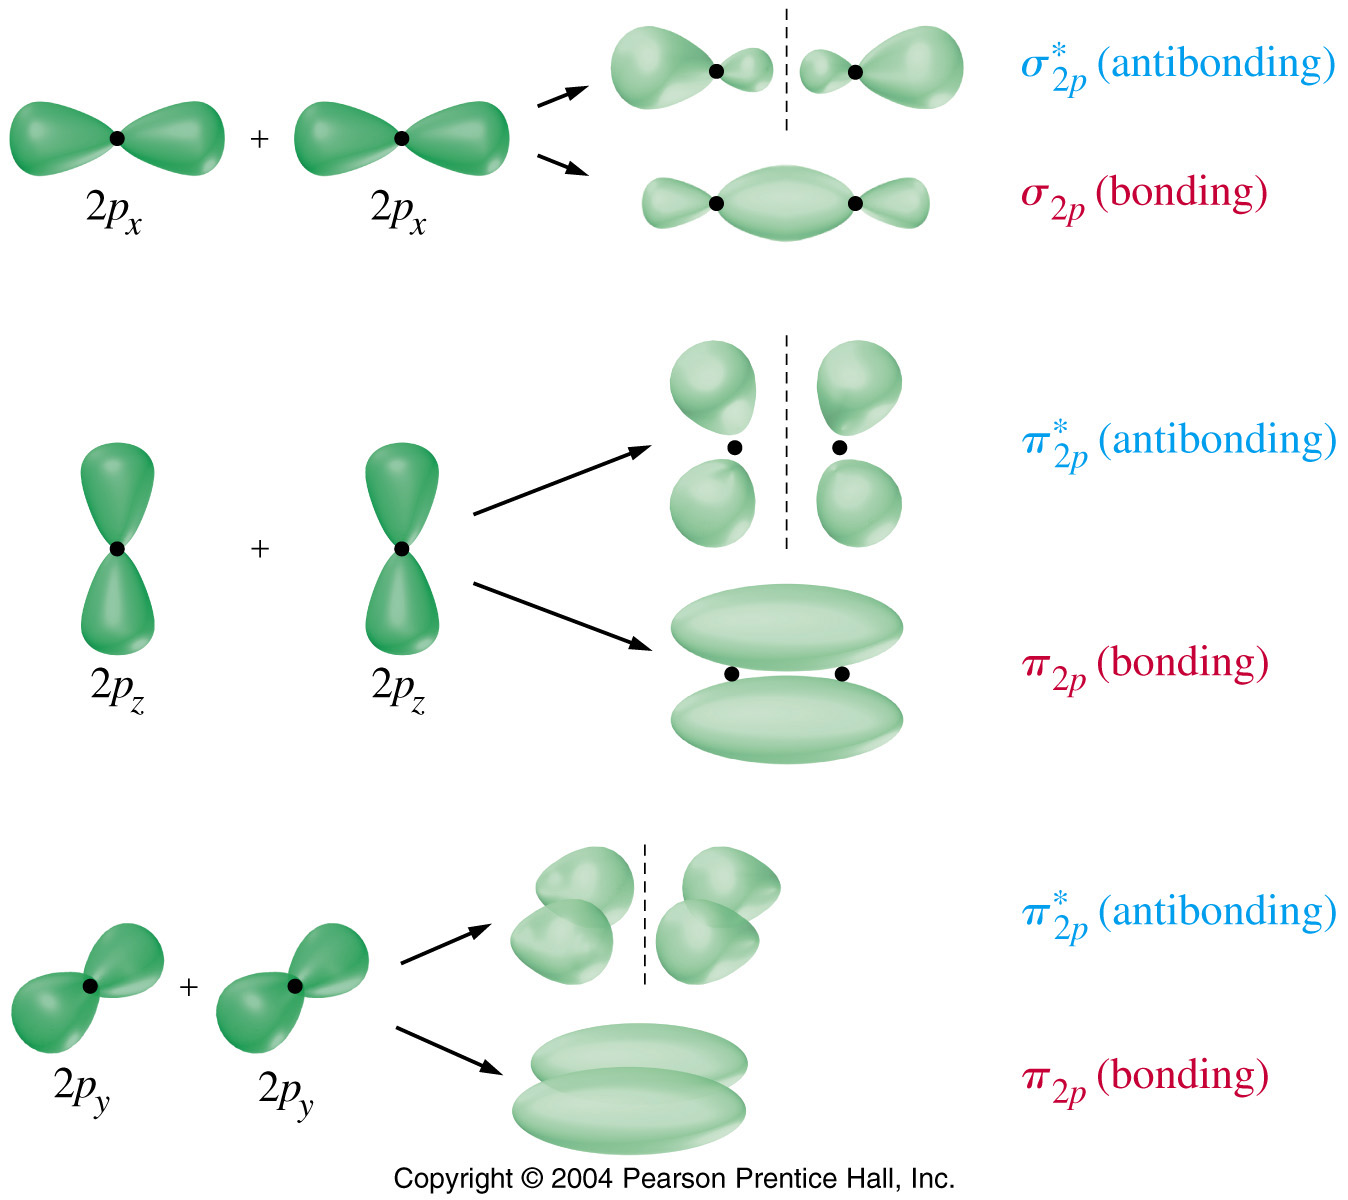 σ*2p (antibonding)
+
2px 2px
σ2p (bonding)
π*2p (antibonding)
+
2pz 2pz
π2p (bonding)
π*2p (antibonding)
+
2py 2py
π2p (bonding)
Copyright © 2004 Pearson Prentice Hall, Inc.